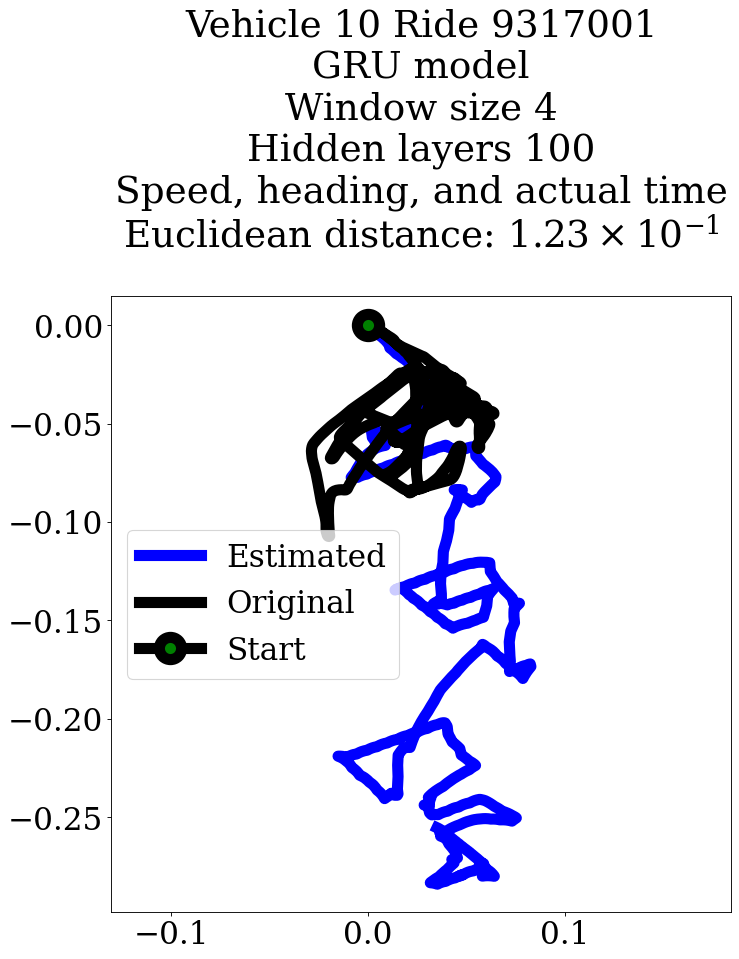 Vehicle 10 Ride 9317001
GRU model
Window size 4
Hidden layers 100
Speed, heading, and actual time
Euclidean distance: 1.23 × 10⁻¹
0.00
−0.05
−0.10
−0.15
−0.20
−0.25
Estimated
Original
Start
−0.1 0.0 0.1